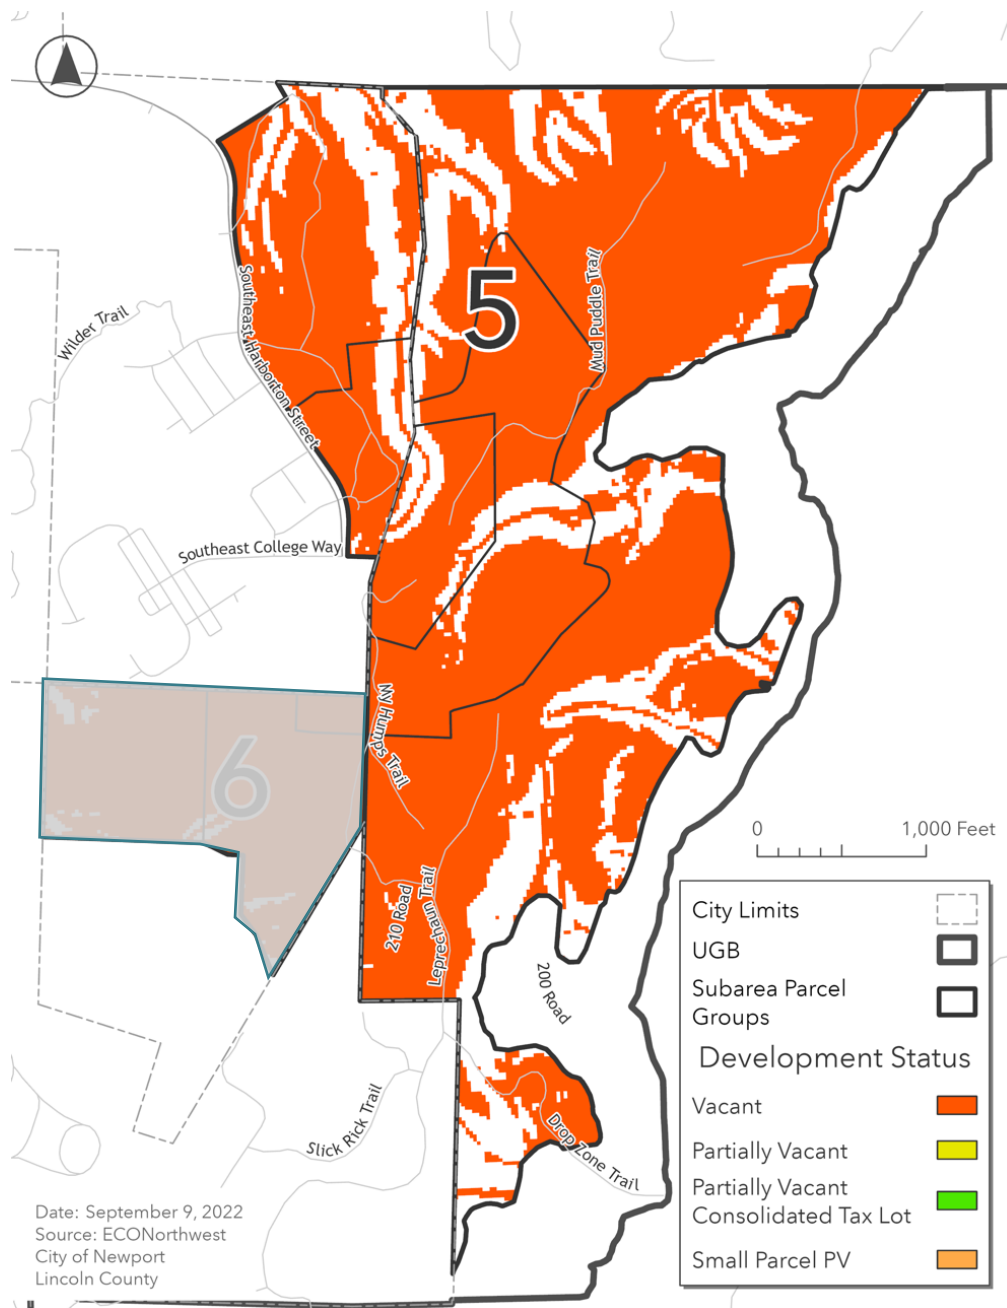 5
Mud Puddle Trail
Wilder Trail
Southeast Harborton Street
Southeast College Way
My Humps Trail
6
0 1,000 Feet
210 Road
Leprechaun Trail
200 Road
Slick Rick Trail
Drop Zone Trail
City Limits
UGB
Subarea Parcel
Groups
Development Status
Vacant
Partially Vacant
Partially Vacant
Consolidated Tax Lot
Small Parcel PV
Date: September 9, 2022
Source: ECONorthwest
City of Newport
Lincoln County